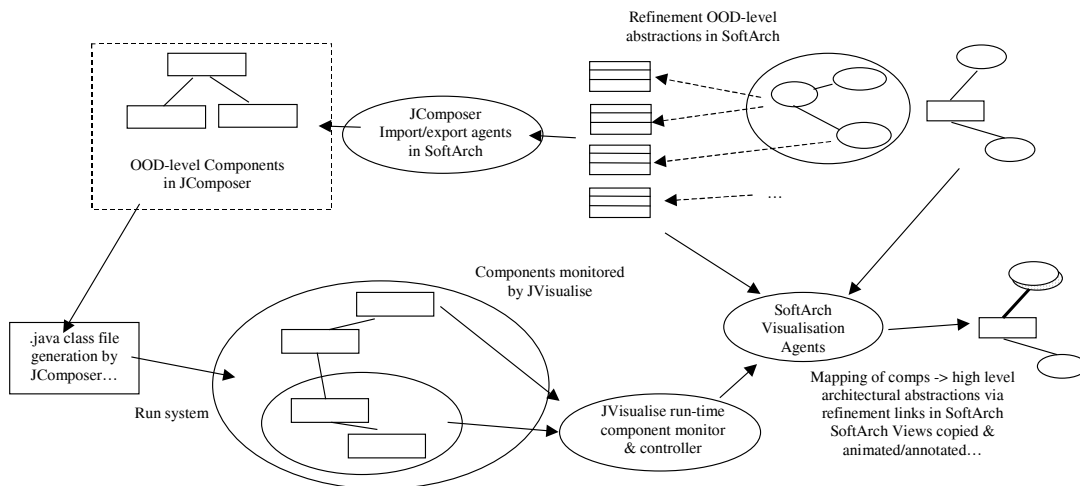 Refinement OOD-level
abstractions in SoftArch
JComposer
Import/export agents
in SoftArch
OOD-level Components
in JComposer
…
Components monitored
by JVisualise
SoftArch
Visualisation
Agents
.java class file
generation by
JComposer…
Run system
JVisualise run-time
component monitor
& controller
Mapping of comps -> high level
architectural abstractions via
refinement links in SoftArch
SoftArch Views copied &
animated/annotated…